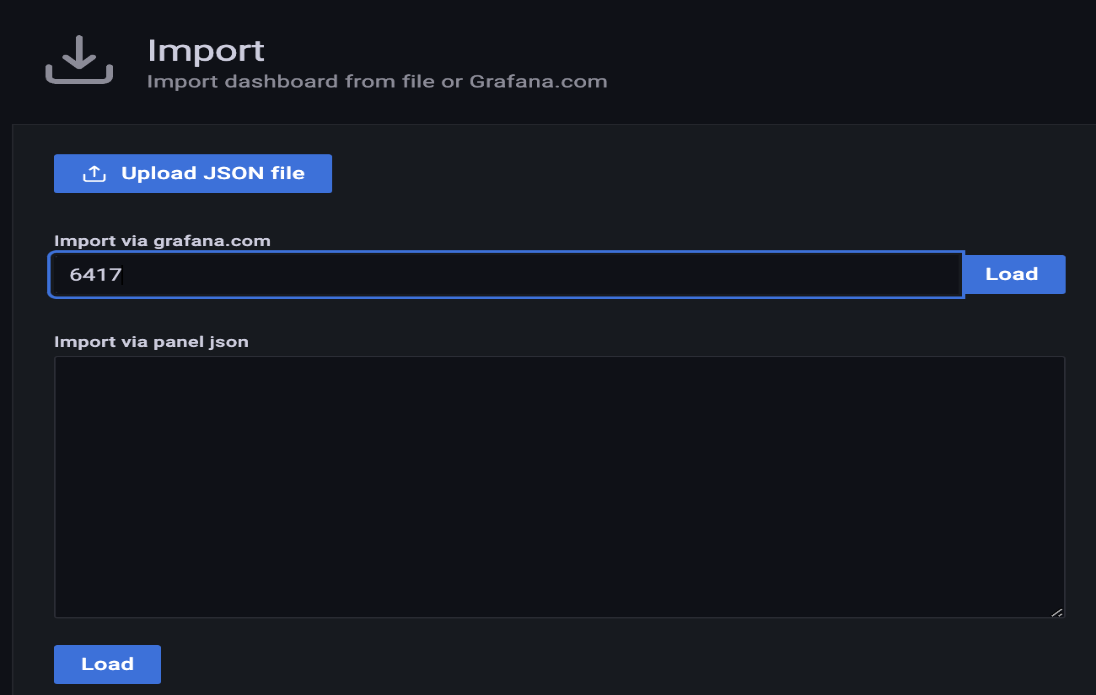 Import
Import dashboard from file or Grafana.com
Upload JSON file
Import via grafana.com
6417
Load
Import via panel json
Load